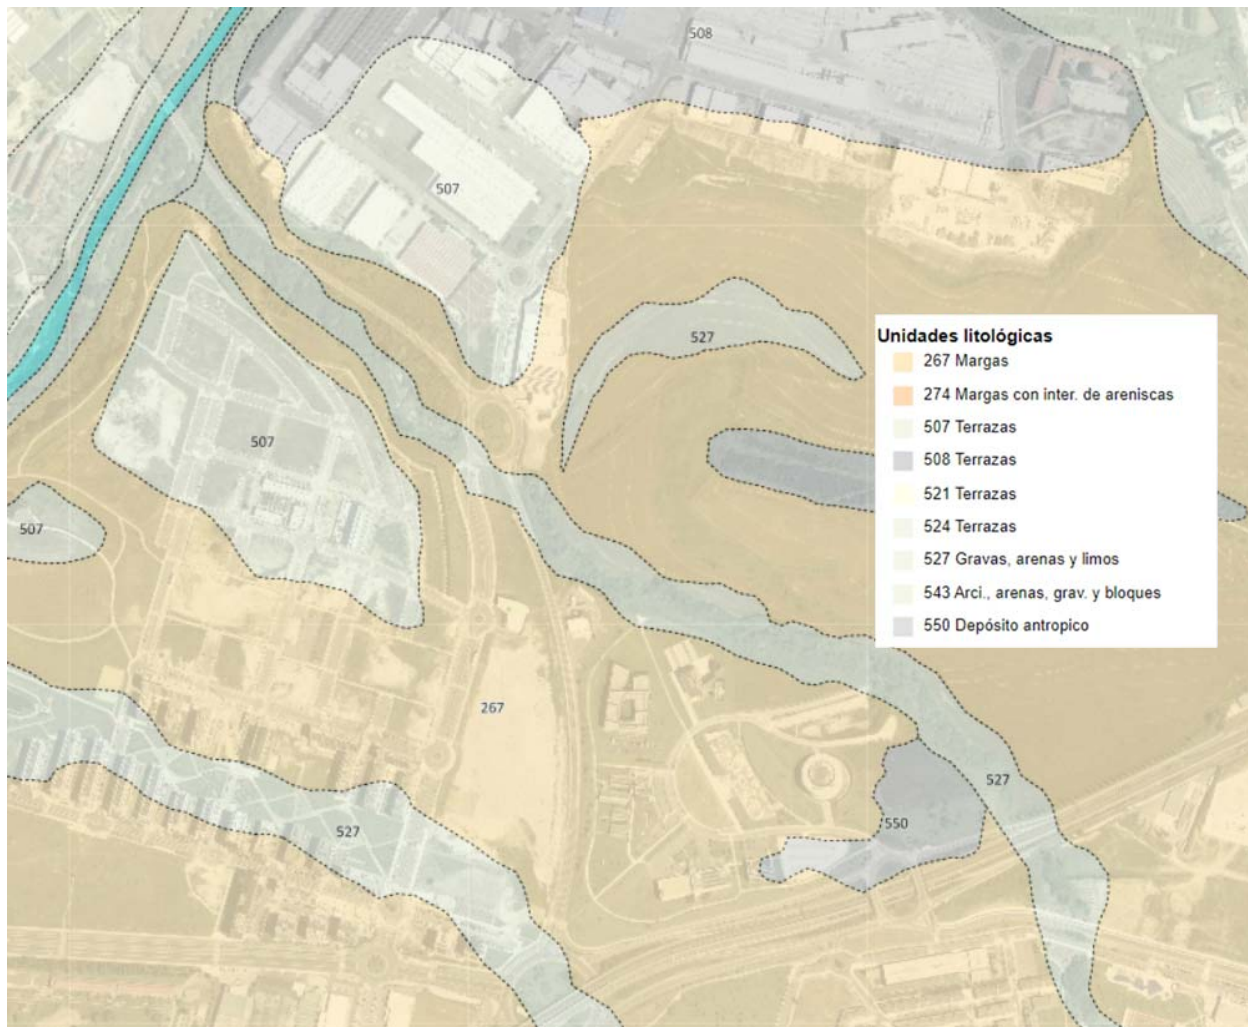 508
507
527
507
507
267
527
550
527
Unidades litológicas
267 Margas
274 Margas con inter. de areniscas
507 Terrazas
508 Terrazas
521 Terrazas
524 Terrazas
527 Gravas, arenas y limos
543 Arci., arenas, grav. y bloques
550 Depósito antropico